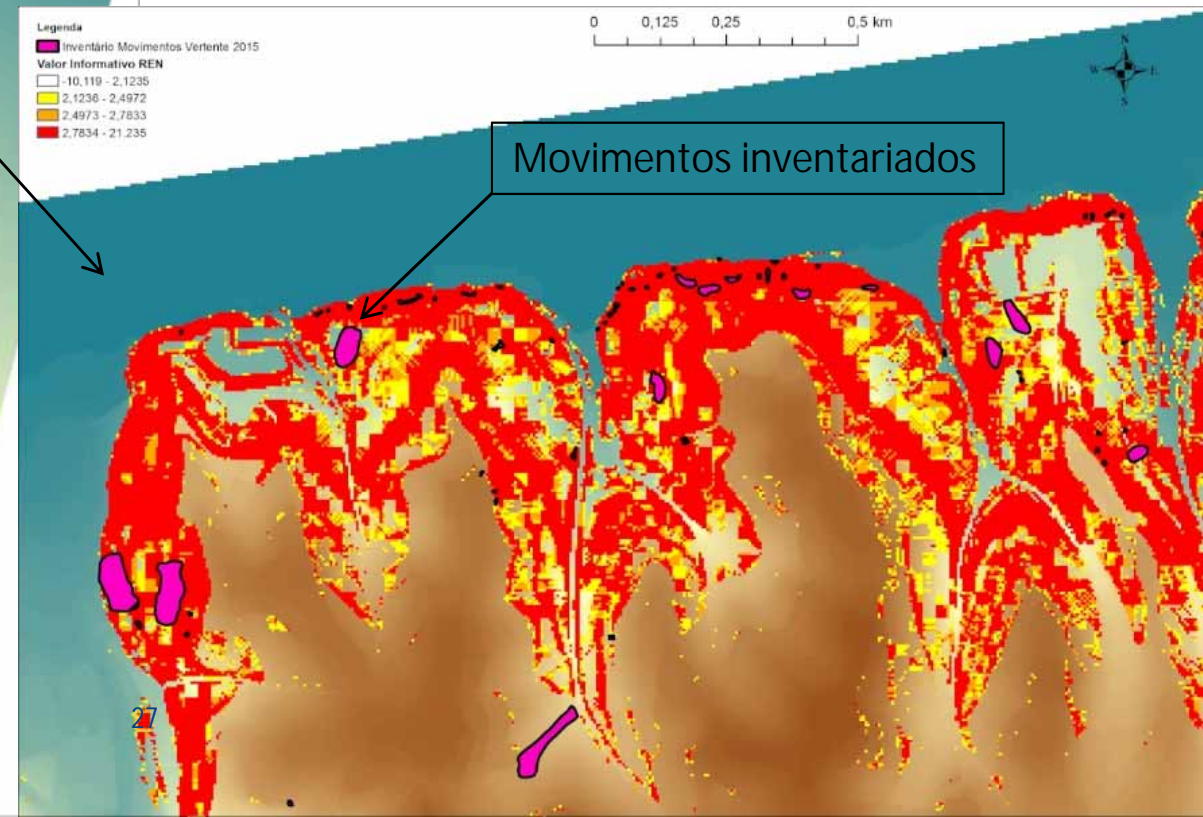 Legenda
Inventário Movimentos Vertente 2015
Valor Informativo REN
-10,119 - 2,1235
2,1236 - 2,4972
2,4973 - 2,7833
2,7834 - 21.235
0 0,125 0,25 0,5 km
N
W E
S
Movimentos inventariados
27